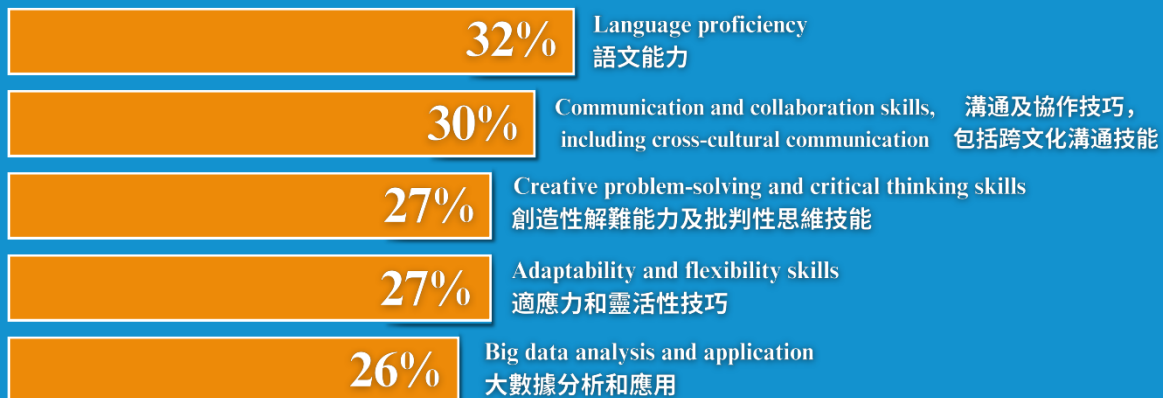 32%
Language proficiency
語文能力
30%
Communication and collaboration skills, 溝通及協作技巧，
including cross-cultural communication 包括跨文化溝通技能
27%
Creative problem-solving and critical thinking skills
創造性解難能力及批判性思維技能
27%
Adaptability and flexibility skills
適應力和靈活性技巧
26%
Big data analysis and application
大數據分析和應用